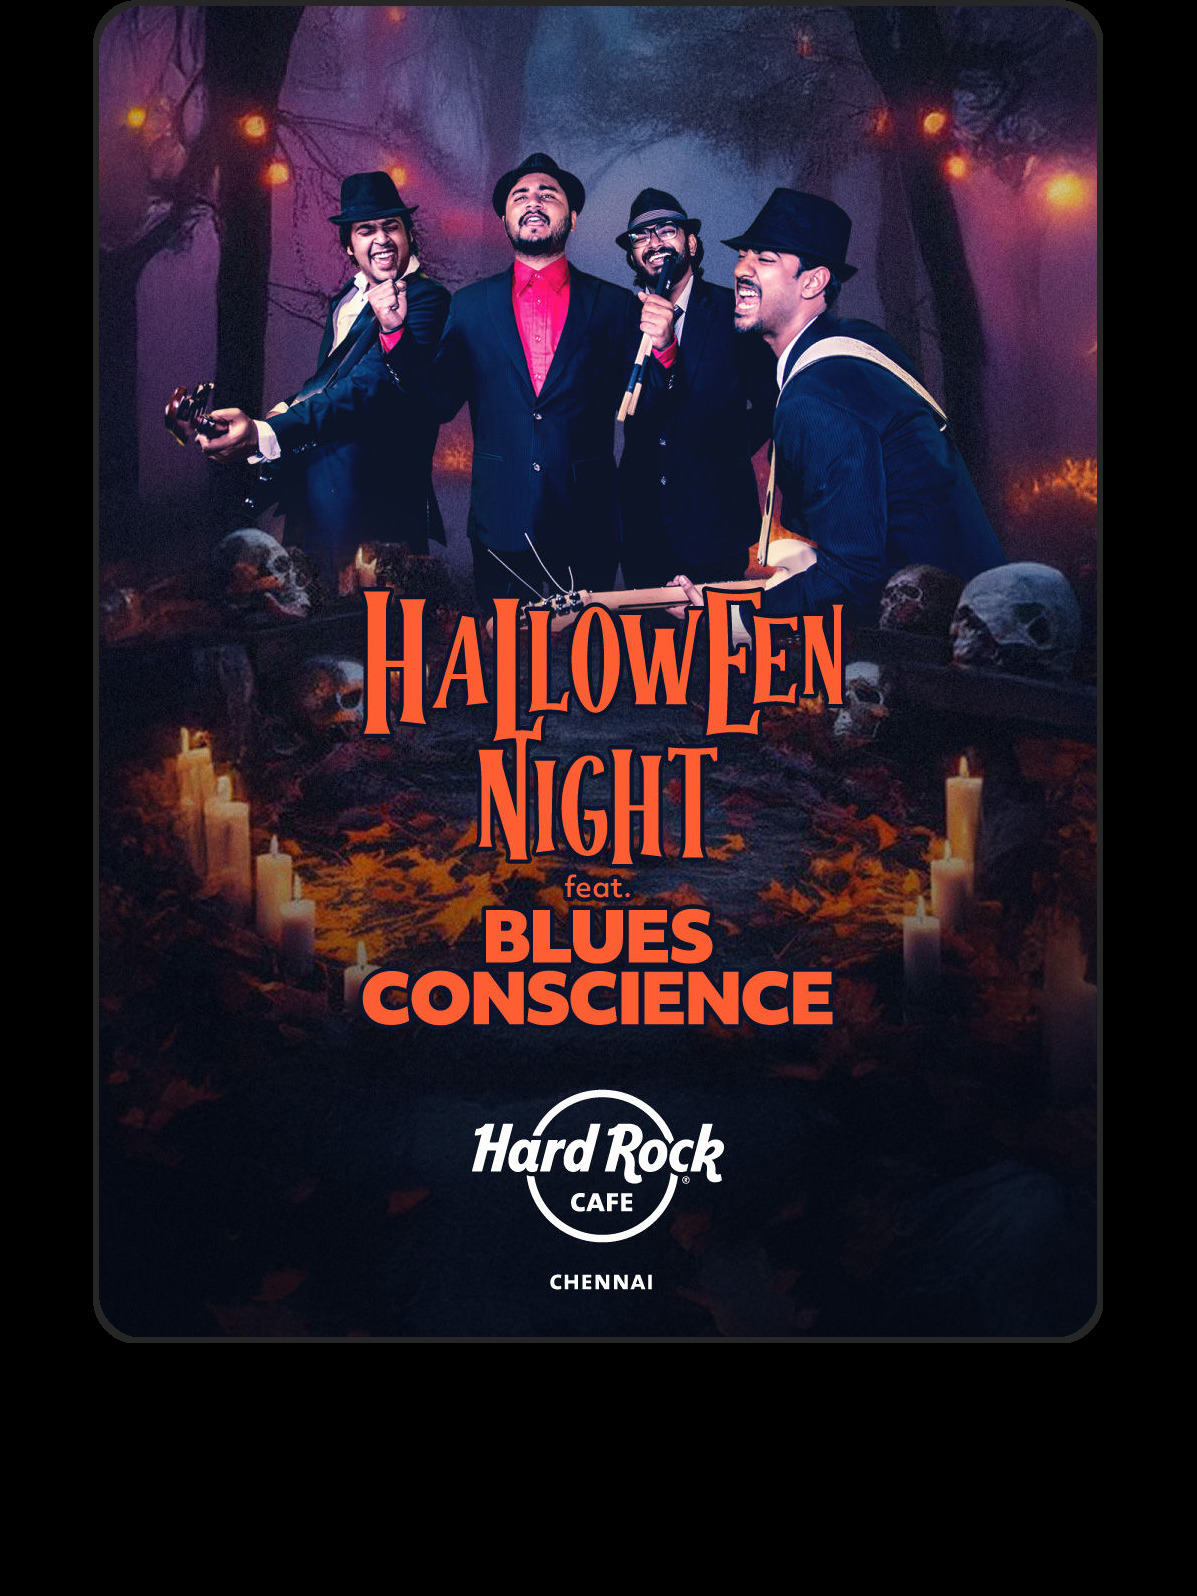 HALLOWEEN
NIGHT
feat.
BLUES
CONSCIENCE
Hard Rock
®
CAFE
CHENNAI